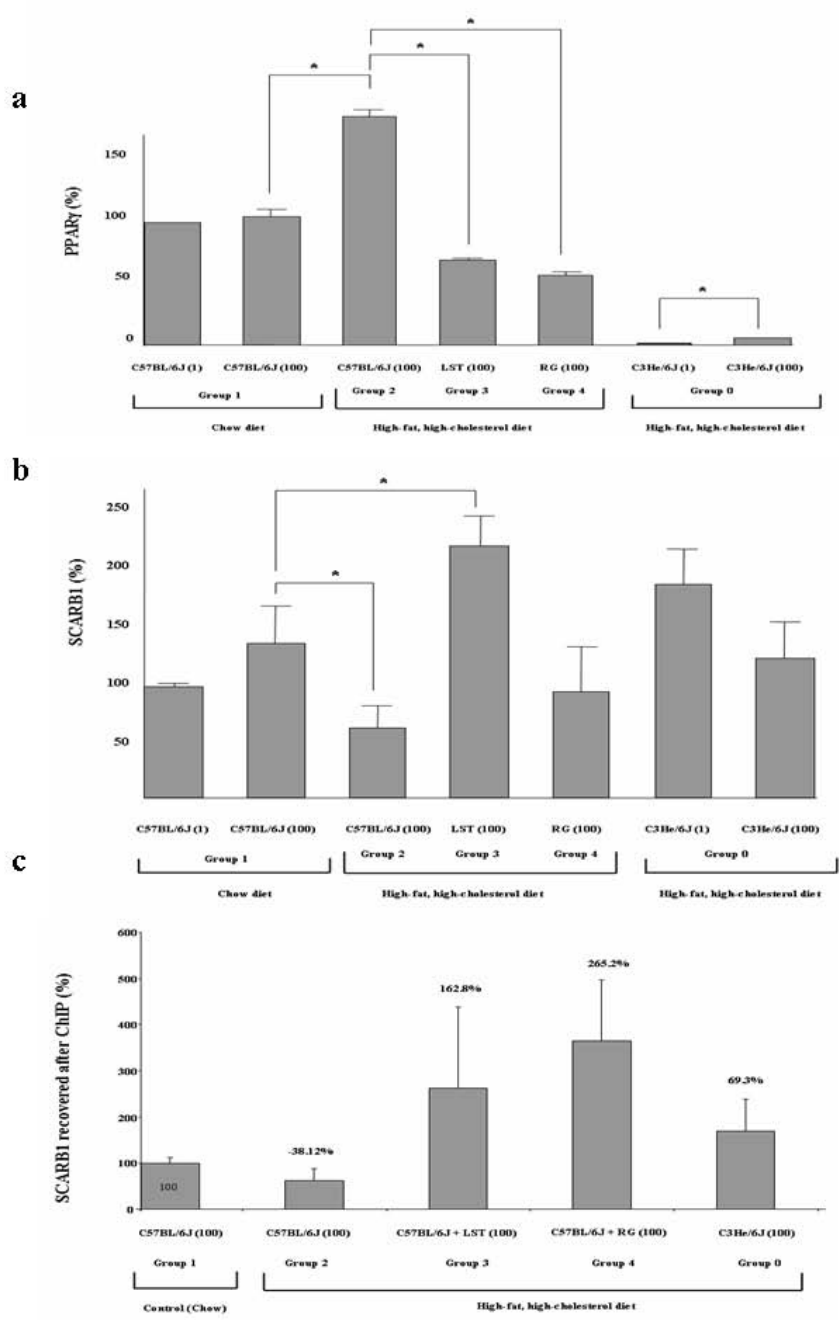 a
PPARγ (%)
150
100
50
0
* * * *
C57BL/6J (1) C57BL/6J (100) C57BL/6J (100) LST (100) RG (100) C3He/6J (1) C3He/6J (100)
Group 1 Group 2 Group 3 Group 4 Group 0
Chow diet High-fat, high-cholesterol diet High-fat, high-cholesterol diet
b
SCARB1 (%)
250
200
150
100
50
* *
C57BL/6J (1) C57BL/6J (100) C57BL/6J (100) LST (100) RG (100) C3He/6J (1) C3He/6J (100)
Group 1 Group 2 Group 3 Group 4 Group 0
Chow diet High-fat, high-cholesterol diet High-fat, high-cholesterol diet
c
SCARB1 recovered after ChIP (%)
600
500
400
300
200
100
0
100
-38.12%
162.8%
265.2%
69.3%
C57BL/6J (100) C57BL/6J (100) C57BL/6J + LST (100) C57BL/6J + RG (100) C3He/6J (100)
Group 1 Group 2 Group 3 Group 4 Group 0
Control (Chow) High-fat, high-cholesterol diet